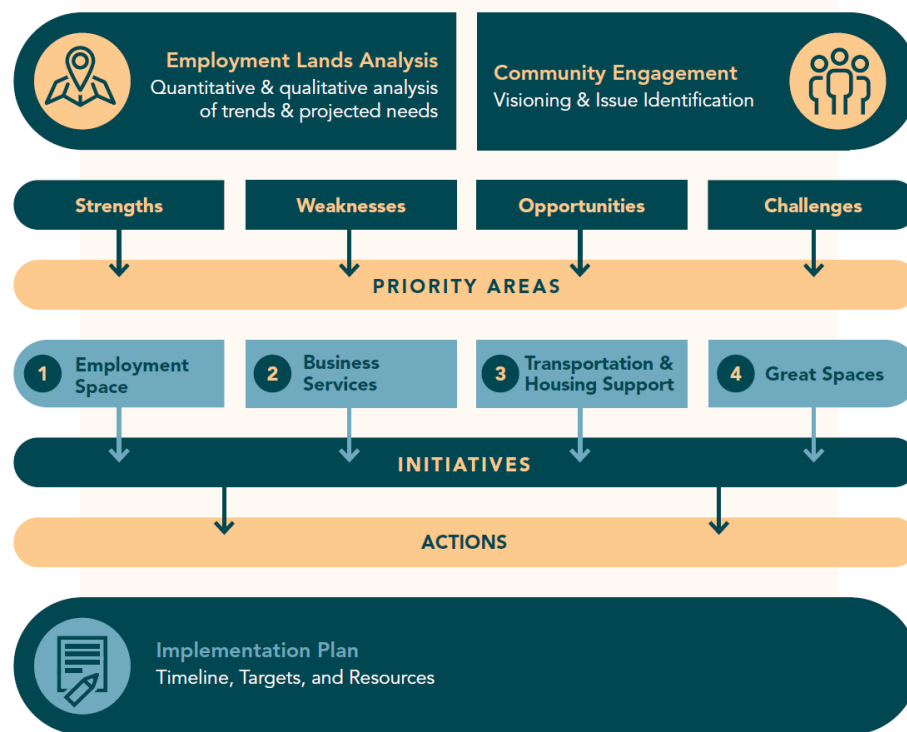 Employment Lands Analysis
Quantitative & qualitative analysis
of trends & projected needs
Community Engagement
Visioning & Issue Identification
Strengths
Weaknesses
Opportunities
Challenges
PRIORITY AREAS
1
Employment
Space
2
Business
Services
3
Transportation &
Housing Support
4
Great Spaces
INITIATIVES
ACTIONS
Implementation Plan
Timeline, Targets, and Resources